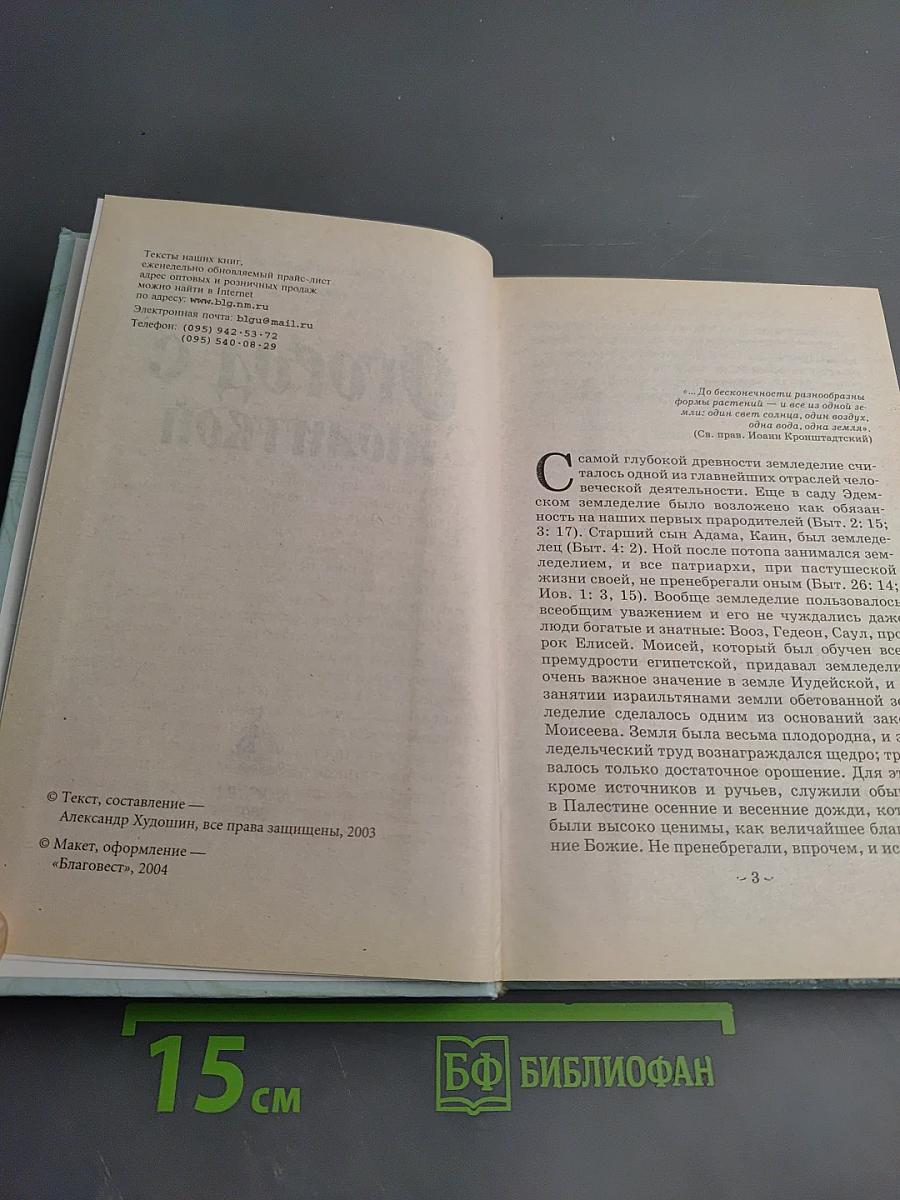 Тексты наших книг,
еженедельно обновляемый прайс-лист
адрес оптовых и розничных продаж
можно найти в Internet
по адресу: www.blg.nm.ru
Электронная почта: blgu@mail.ru
Телефон: (095) 942-53-72
(095) 540-08-29
© Текст, составление —
Александр Худошин, все права защищены, 2003
© Макет, оформление —
«Благовест», 2004
«... До бесконечности разнообразны
формы растений — и все из одной зе-
мли: один свет солнца, один воздух,
одна вода, одна земля».
(Св. прав. Иоанн Кронштадтский)
С самой глубокой древности земледелие счи-
талось одной из главнейших отраслей чело-
веческой деятельности. Еще в саду Эдем-
ском земледелие было возложено как обязан-
ность на наших первых прародителей (Быт. 2: 15;
3: 17). Старший сын Адама, Каин, был земледе-
лец (Быт. 4: 2). Ной после потопа занимался зем-
леделием, и все патриархи, при пастушеской
жизни своей, не пренебрегали оным (Быт. 26: 14;
Иов. 1: 3, 15). Вообще земледелие пользовалось
всеобщим уважением и его не чуждались даже
люди богатые и знатные: Вооз, Гедеон, Саул, про
рок Елисей. Моисей, который был обучен все
премудрости египетской, придавал земледели
очень важное значение в земле Иудейской, и
занятии израильтянами земли обетованной зе
леделие сделалось одним из оснований зако
Моисеева. Земля была весьма плодородна, и з
ледельческий труд вознаграждался щедро; тр
валось только достаточное орошение. Для эт
кроме источников и ручьев, служили обы
в Палестине осенние и весенние дожди, кот
были высоко ценимы, как величайшее благ
ние Божие. Не пренебрегали, впрочем, и ис
3
15 см
БФ БИБЛИОФАН